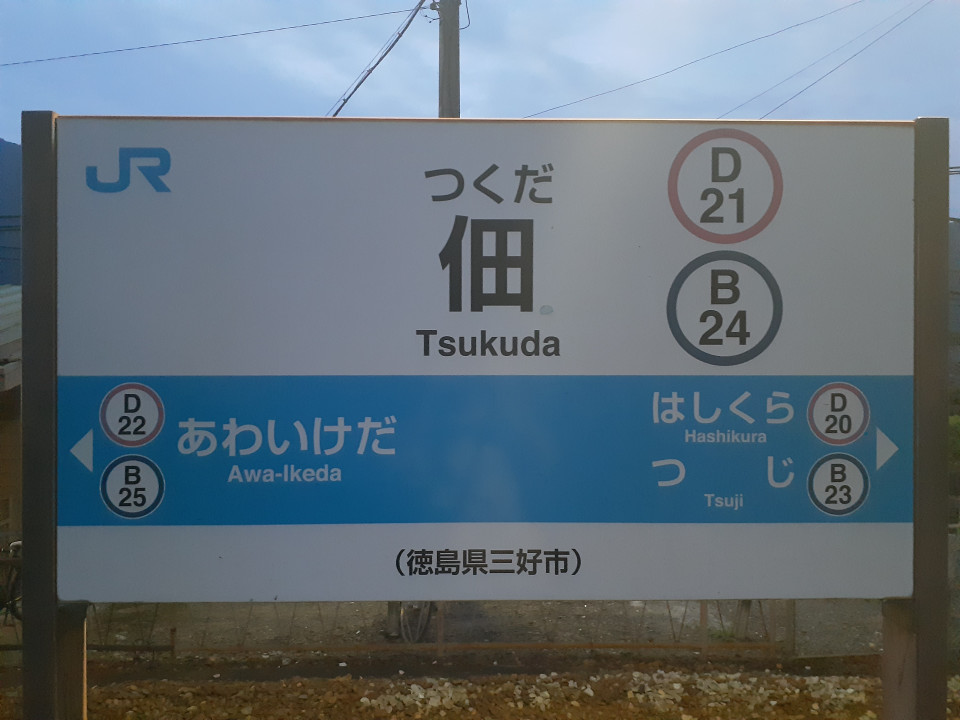 JR
つくだ
佃
Tsukuda
D
21
B
24
D
22
B
25
あわいけだ
Awa-Ikeda
はしくら
Hashikura
D
20
つじ
Tsuji
B
23
(徳島県三好市)